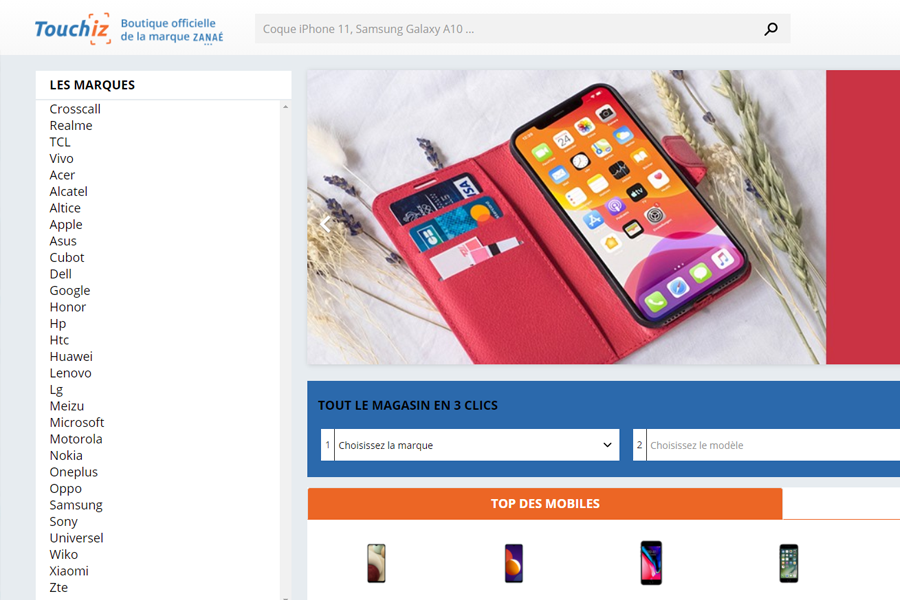 Touchiz
Boutique officielle
de la marque ZANAÉ
Coque iPhone 11, Samsung Galaxy A10 ...
LES MARQUES
Crosscall
Realme
TCL
Vivo
Acer
Alcatel
Altice
Apple
Asus
Cubot
Dell
Google
Honor
Hp
Htc
Huawei
Lenovo
Lg
Meizu
Microsoft
Motorola
Nokia
Oneplus
Oppo
Samsung
Sony
Universel
Wiko
Xiaomi
Zte
VISA
24
tv
TOUT LE MAGASIN EN 3 CLICS
1 Choisissez la marque
2 Choisissez le modèle
TOP DES MOBILES